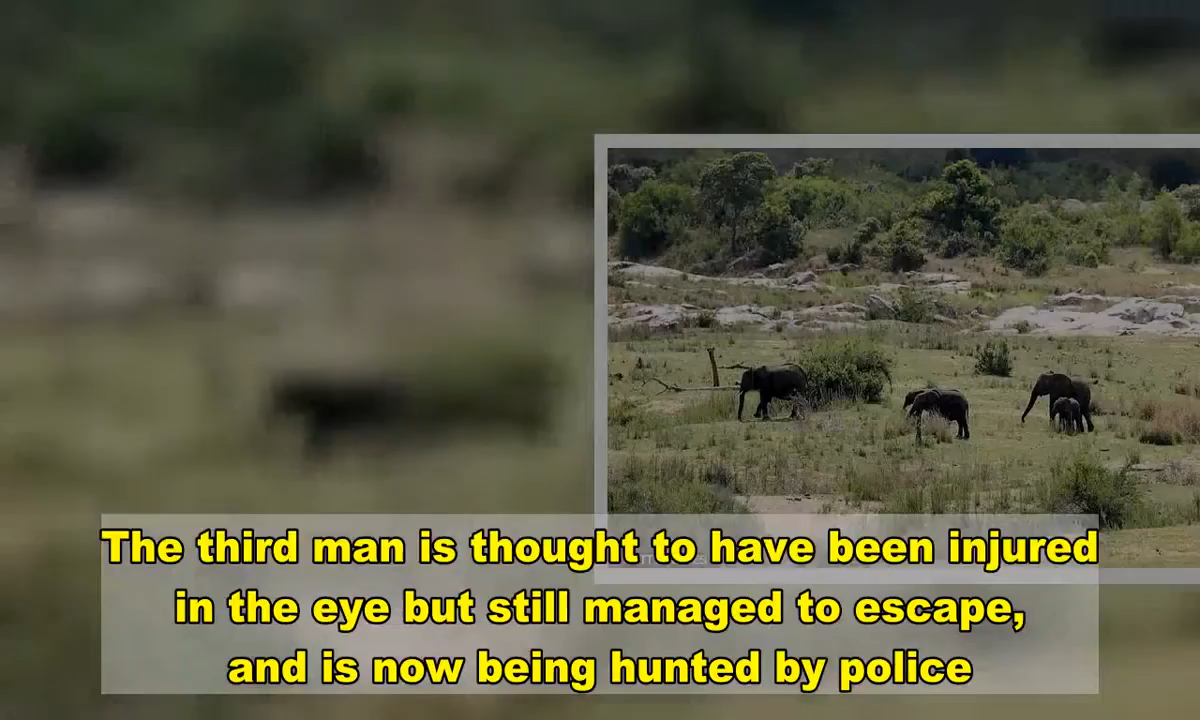 The third man is thought to have been injured
in the eye but still managed to escape,
and is now being hunted by police